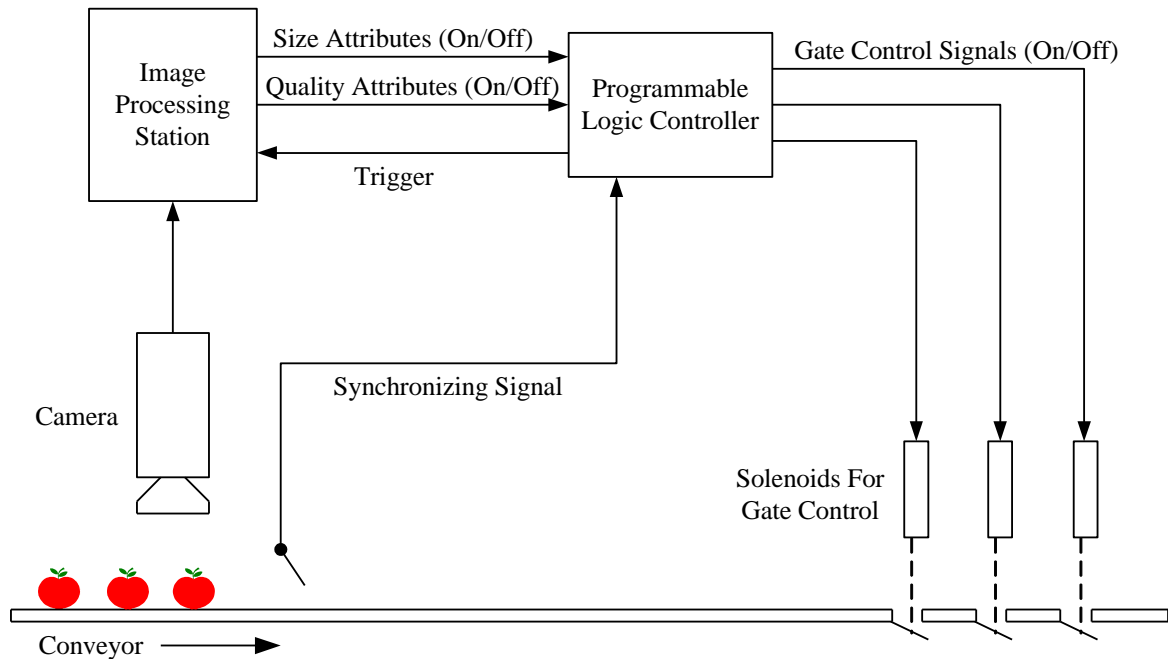 Image
Processing
Station
Size Attributes (On/Off)
Quality Attributes (On/Off)
Trigger
Programmable
Logic Controller
Gate Control Signals (On/Off)
Synchronizing Signal
Camera
Solenoids For
Gate Control
Conveyor